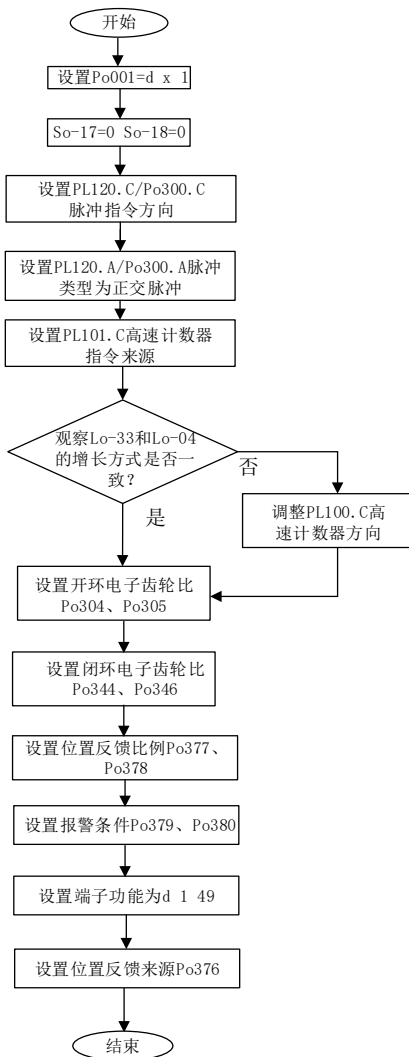 开始
设置Po001=d x 1
So-17=0 So-18=0
设置PL120.C/Po300.C
脉冲指令方向
设置PL120.A/Po300.A脉冲
类型为正交脉冲
设置PL101.C高速计数器
指令来源
观察Lo-33和Lo-04
的增长方式是否一
致?
否
是
调整PL100.C高
速计数器方向
设置开环电子齿轮比
Po304、Po305
设置闭环电子齿轮比
Po344、Po346
设置位置反馈比例Po377、
Po378
设置报警条件Po379、Po380
设置端子功能为d 1 49
设置位置反馈来源Po376
结束